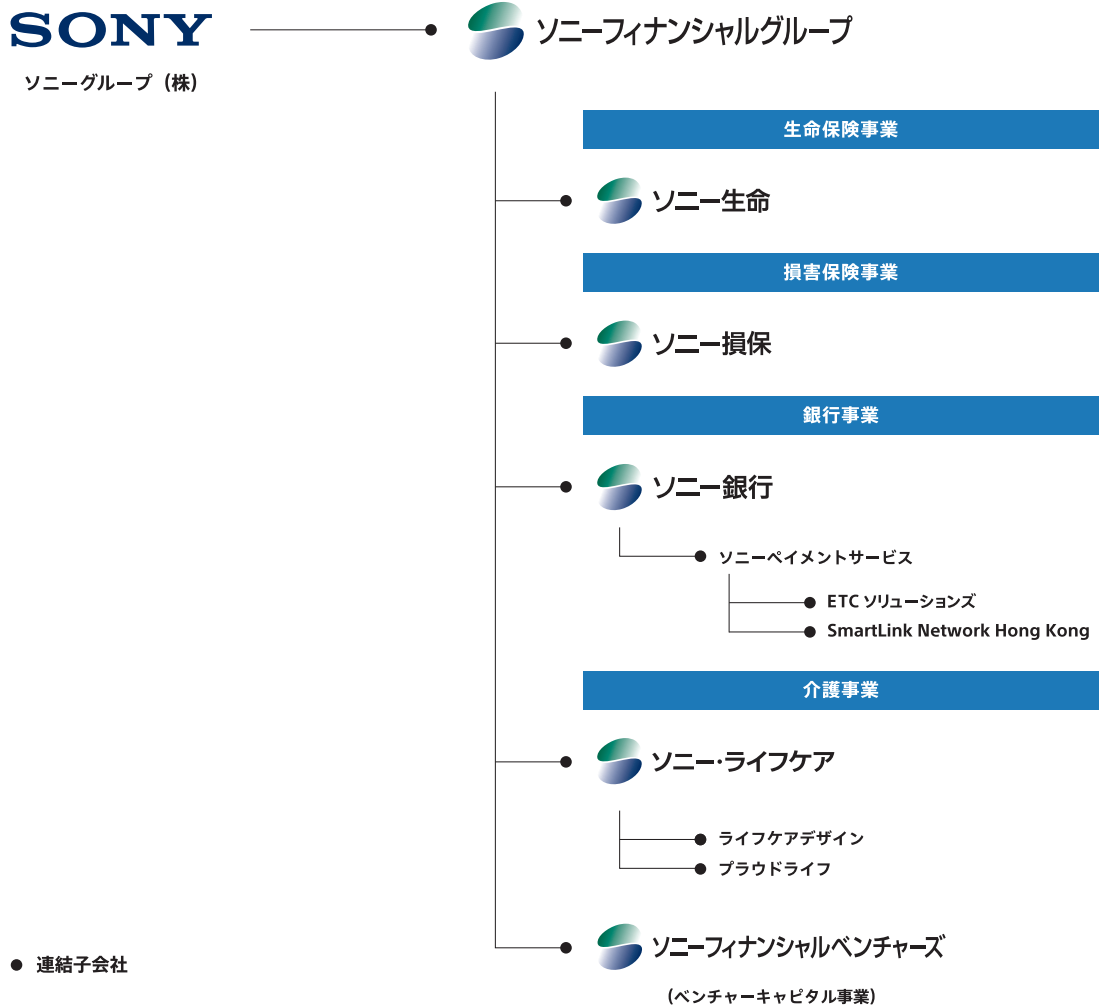 SONY
ソニーグループ（株）
ソニーフィナンシャルグループ
生命保険事業
ソニー生命
損害保険事業
ソニー損保
銀行事業
ソニー銀行
ソニーペイメントサービス
ETC ソリューションズ
SmartLink Network Hong Kong
介護事業
ソニー・ライフケア
ライフケアデザイン
プラウドライフ
ソニーフィナンシャルベンチャーズ
（ベンチャーキャピタル事業）
● 連結子会社